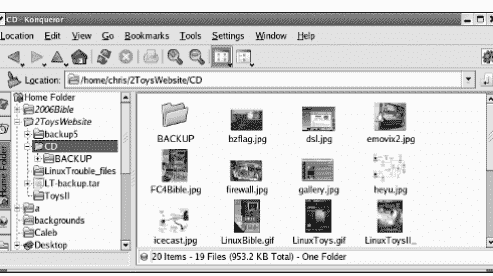 CD - Konqueror
Location Edit View Go Bookmarks Tools Settings Window Help
Location: /home/chris/2ToysWebsite/CD
Home Folder
2006Bible
2ToysWebsite
backup5
CD
BACKUP
LinuxTrouble_files
LT-backup.tar
ToysII
a
backgrounds
Caleb
Desktop
Home Folder
BACKUP bzflag.jpg dsl.jpg emovix2.jpg
FC4Bible.jpg firewall.jpg gallery.jpg heyu.jpg
icecast.jpg LinuxBible.gif LinuxToys.gif LinuxToysII_
20 Items - 19 Files (953.2 KB Total) - One Folder